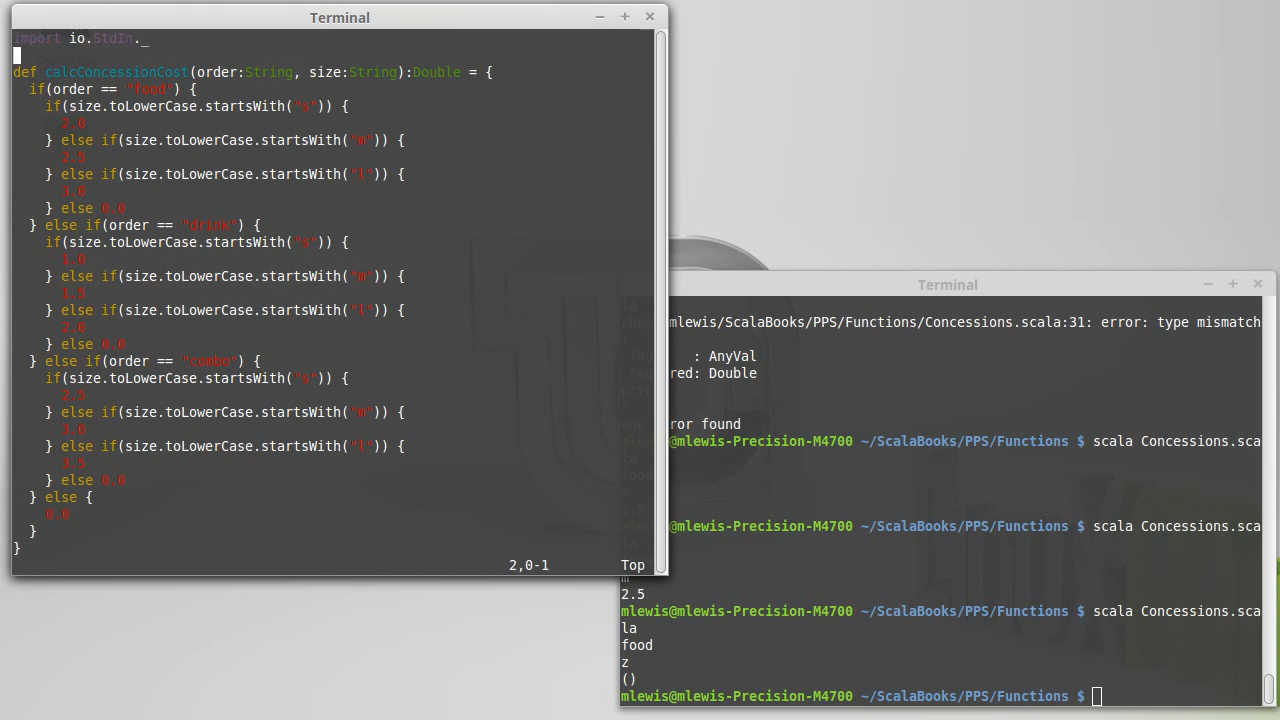 Terminal
import io.StdIn._
def calcConcessionCost(order:String, size:String):Double = {
if(order == "food") {
if(size.toLowerCase.startsWith("s")) {
2.0
} else if(size.toLowerCase.startsWith("m")) {
2.5
} else if(size.toLowerCase.startsWith("l")) {
3.0
} else 0.0
} else if(order == "drink") {
if(size.toLowerCase.startsWith("s")) {
1.0
} else if(size.toLowerCase.startsWith("m")) {
1.5
} else if(size.toLowerCase.startsWith("l")) {
2.0
} else 0.0
} else if(order == "combo") {
if(size.toLowerCase.startsWith("s")) {
2.5
} else if(size.toLowerCase.startsWith("m")) {
3.0
} else if(size.toLowerCase.startsWith("l")) {
3.5
} else 0.0
} else {
0.0
}
}
2,0-1 Top
Terminal
mlewis/ScalaBooks/PPS/Functions/Concessions.scala:31: error: type mismatch
: AnyVal
red: Double
ror found
@mlewis-Precision-M4700 ~/ScalaBooks/PPS/Functions $ scala Concessions.sca
@mlewis-Precision-M4700 ~/ScalaBooks/PPS/Functions $ scala Concessions.sca
m
2.5
mlewis@mlewis-Precision-M4700 ~/ScalaBooks/PPS/Functions $ scala Concessions.sca
la
food
z
()
mlewis@mlewis-Precision-M4700 ~/ScalaBooks/PPS/Functions $